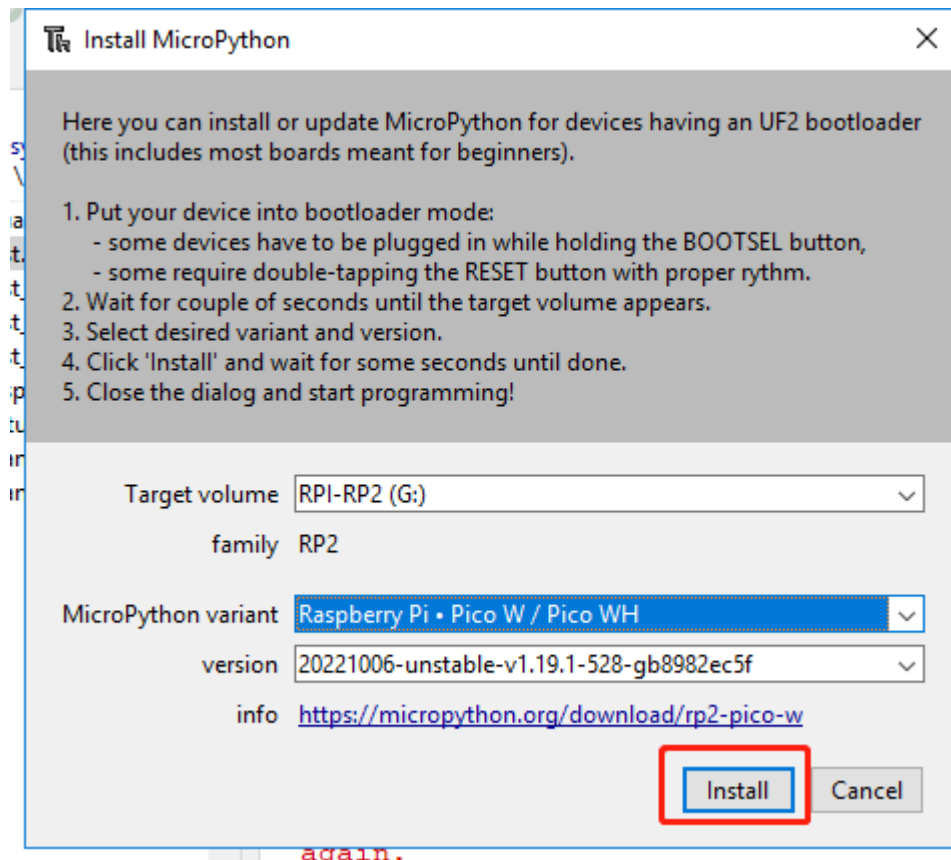 Install MicroPython
Here you can install or update MicroPython for devices having an UF2 bootloader
(this includes most boards meant for beginners).
1. Put your device into bootloader mode:
- some devices have to be plugged in while holding the BOOTSEL button,
- some require double-tapping the RESET button with proper rythm.
2. Wait for couple of seconds until the target volume appears.
3. Select desired variant and version.
4. Click 'Install' and wait for some seconds until done.
5. Close the dialog and start programming!
Target volume RPI-RP2 (G:)
family RP2
MicroPython variant Raspberry Pi • Pico W / Pico WH
version 20221006-unstable-v1.19.1-528-gb8982ec5f
info https://micropython.org/download/rp2-pico-w
Install Cancel
again.